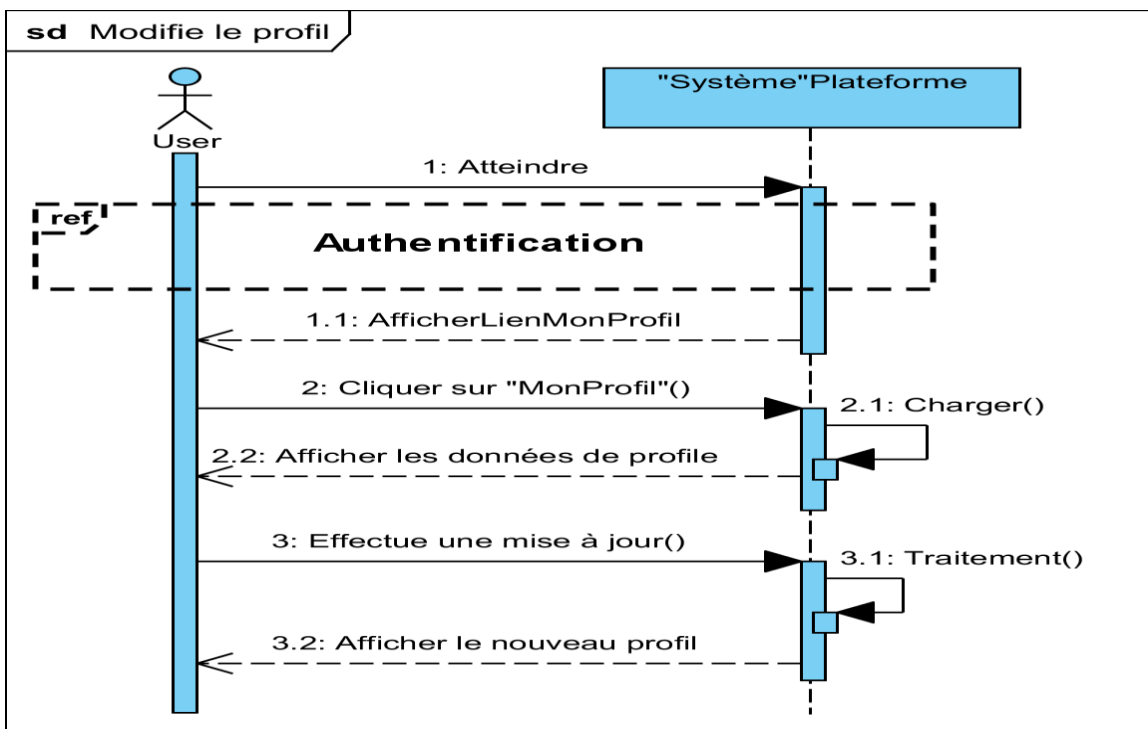 sd Modifie le profil
"Système"Plateforme
User
1: Atteindre
ref
Authentification
1.1: AfficherLienMonProfil
2: Cliquer sur "MonProfil"()
2.1: Charger()
2.2: Afficher les données de profile
3: Effectue une mise à jour()
3.1: Traitement()
3.2: Afficher le nouveau profil